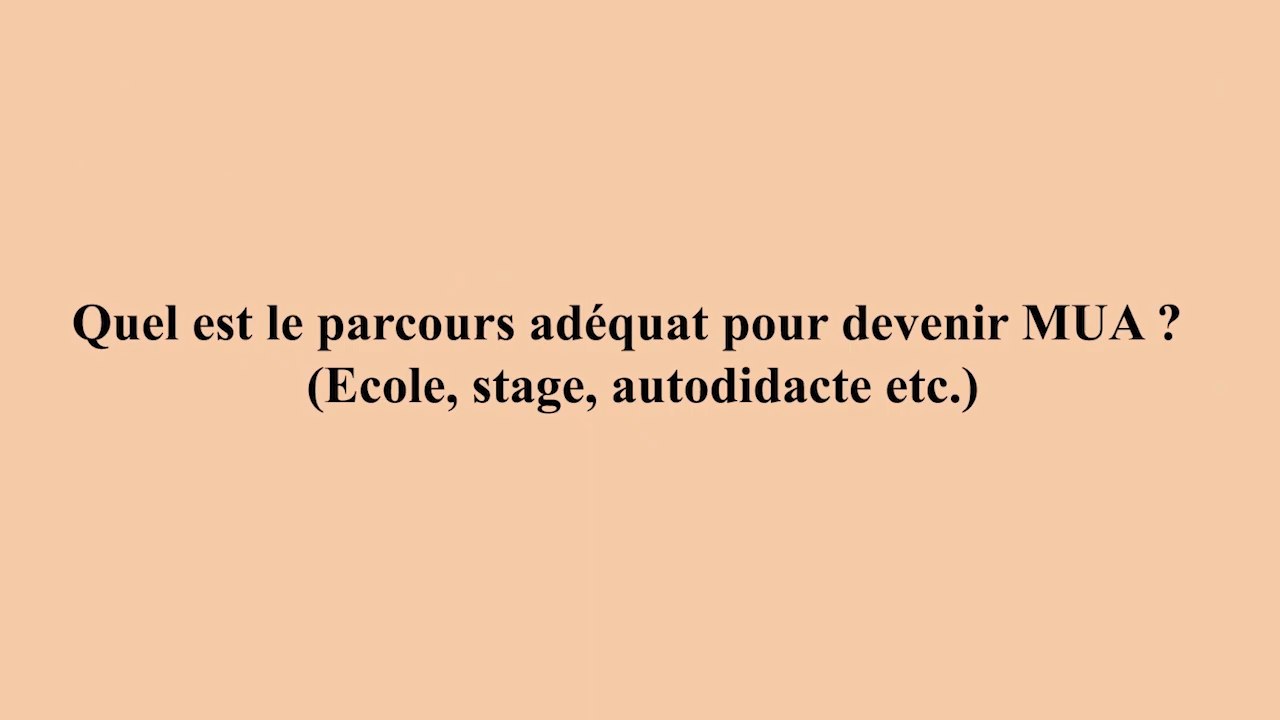 Quel est le parcours adéquat pour devenir MUA ?
(Ecole, stage, autodidacte etc.)